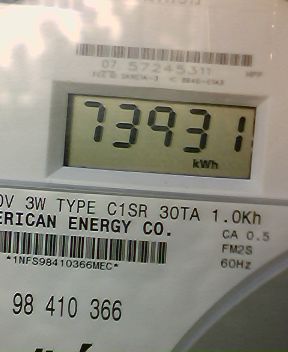 07 57245311
73931
kWh
0V 3W TYPE C1SR 30TA 1.0Kh
ERICAN ENERGY CO.
CA 0.5
FM2S
*1NFS98410366MEC*
60Hz
98 410 366